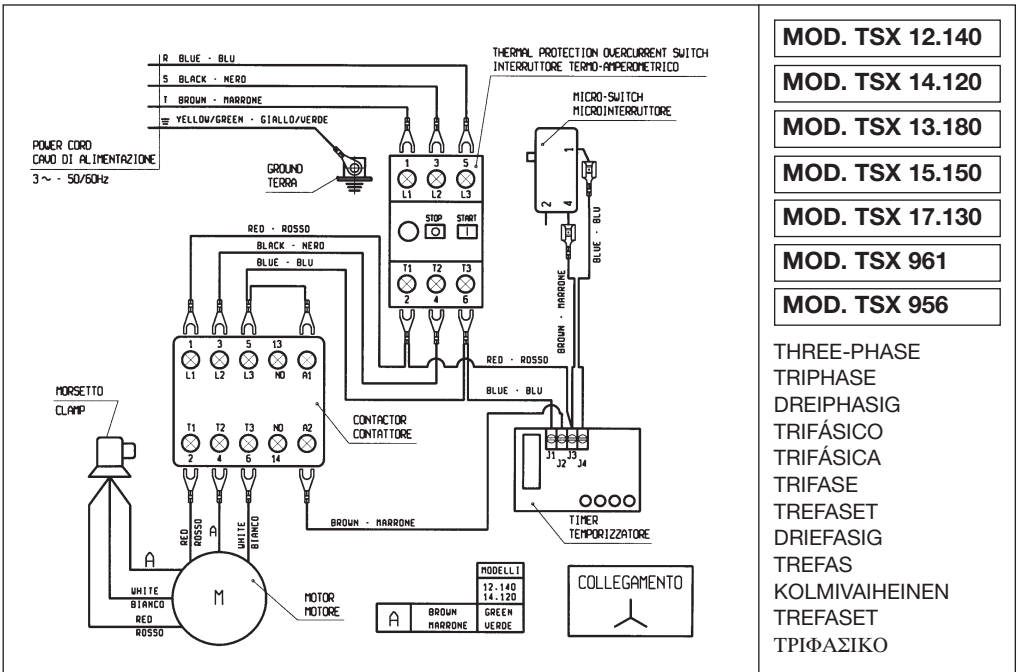 R BLUE - BLU
S BLACK - NERO
T BROWN - MARRONE
YELLOW/GREEN - GIALLO/VERDE
POWER CORD
CAVO DI ALIMENTAZIONE
3 ~ - 50/60Hz
GROUND
TERRA
THERMAL PROTECTION OVERCURRENT SWITCH
INTERRUTTORE TERMO-AMPEROMETRICO
MICRO-SWITCH
MICROINTERRUTTORE
1
2 4
1 3 5
L1 L2 L3
STOP START
O I
T1 T2 T3
2 4 6
BLUE - BLU
BROWN - MARRONE
RED - ROSSO
BLACK - NERO
BLUE - BLU
RED - ROSSO
BLUE - BLU
1 3 5 13
L1 L2 L3 NO A1
T1 T2 T3 NO A2
2 4 6 14
CONTACTOR
CONTATTORE
MORSETTO
CLAMP
J1 J2 J3 J4
TIMER
TEMPORIZZATORE
BROWN - MARRONE
RED
ROSSO
A
WHITE
BIANCO
A
WHITE
BIANCO
RED
ROSSO
M
MOTOR
MOTORE
MODELLI
12.140
14.120
A BROWN GREEN
MARRONE VERDE
COLLEGAMENTO
MOD. TSX 12.140
MOD. TSX 14.120
MOD. TSX 13.180
MOD. TSX 15.150
MOD. TSX 17.130
MOD. TSX 961
MOD. TSX 956
THREE-PHASE
TRIPHASE
DREIPHASIG
TRIFÁSICO
TRIFÁSICA
TRIFASE
TREFASET
DRIEFASIG
TREFAS
KOLMIVAIHEINEN
TREFASET
ΤΡΙΦΑΣΙΚΟ